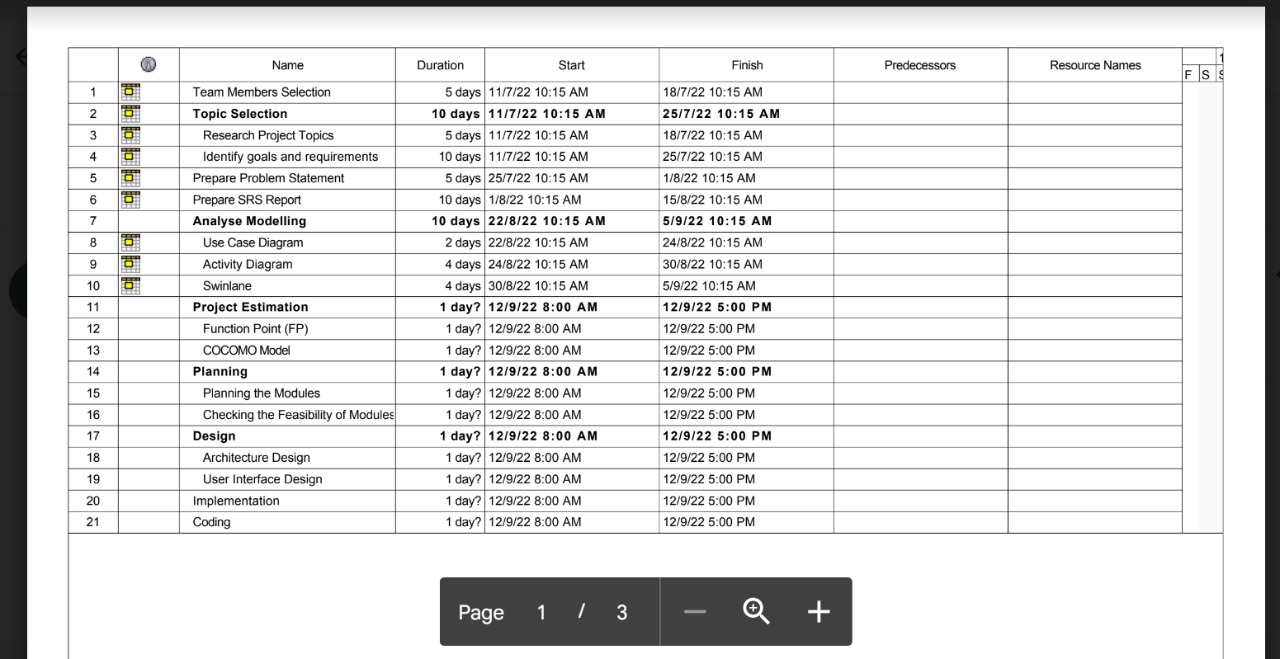 Name Duration Start Finish Predecessors Resource Names
F S
1 Team Members Selection 5 days 11/7/22 10:15 AM 18/7/22 10:15 AM
2 Topic Selection 10 days 11/7/22 10:15 AM 25/7/22 10:15 AM
3 Research Project Topics 5 days 11/7/22 10:15 AM 18/7/22 10:15 AM
4 Identify goals and requirements 10 days 11/7/22 10:15 AM 25/7/22 10:15 AM
5 Prepare Problem Statement 5 days 25/7/22 10:15 AM 1/8/22 10:15 AM
6 Prepare SRS Report 10 days 1/8/22 10:15 AM 15/8/22 10:15 AM
7 Analyse Modelling 10 days 22/8/22 10:15 AM 5/9/22 10:15 AM
8 Use Case Diagram 2 days 22/8/22 10:15 AM 24/8/22 10:15 AM
9 Activity Diagram 4 days 24/8/22 10:15 AM 30/8/22 10:15 AM
10 Swinlane 4 days 30/8/22 10:15 AM 5/9/22 10:15 AM
11 Project Estimation 1 day? 12/9/22 8:00 AM 12/9/22 5:00 PM
12 Function Point (FP) 1 day? 12/9/22 8:00 AM 12/9/22 5:00 PM
13 COCOMO Model 1 day? 12/9/22 8:00 AM 12/9/22 5:00 PM
14 Planning 1 day? 12/9/22 8:00 AM 12/9/22 5:00 PM
15 Planning the Modules 1 day? 12/9/22 8:00 AM 12/9/22 5:00 PM
16 Checking the Feasibility of Modules 1 day? 12/9/22 8:00 AM 12/9/22 5:00 PM
17 Design 1 day? 12/9/22 8:00 AM 12/9/22 5:00 PM
18 Architecture Design 1 day? 12/9/22 8:00 AM 12/9/22 5:00 PM
19 User Interface Design 1 day? 12/9/22 8:00 AM 12/9/22 5:00 PM
20 Implementation 1 day? 12/9/22 8:00 AM 12/9/22 5:00 PM
21 Coding 1 day? 12/9/22 8:00 AM 12/9/22 5:00 PM
Page 1 / 3